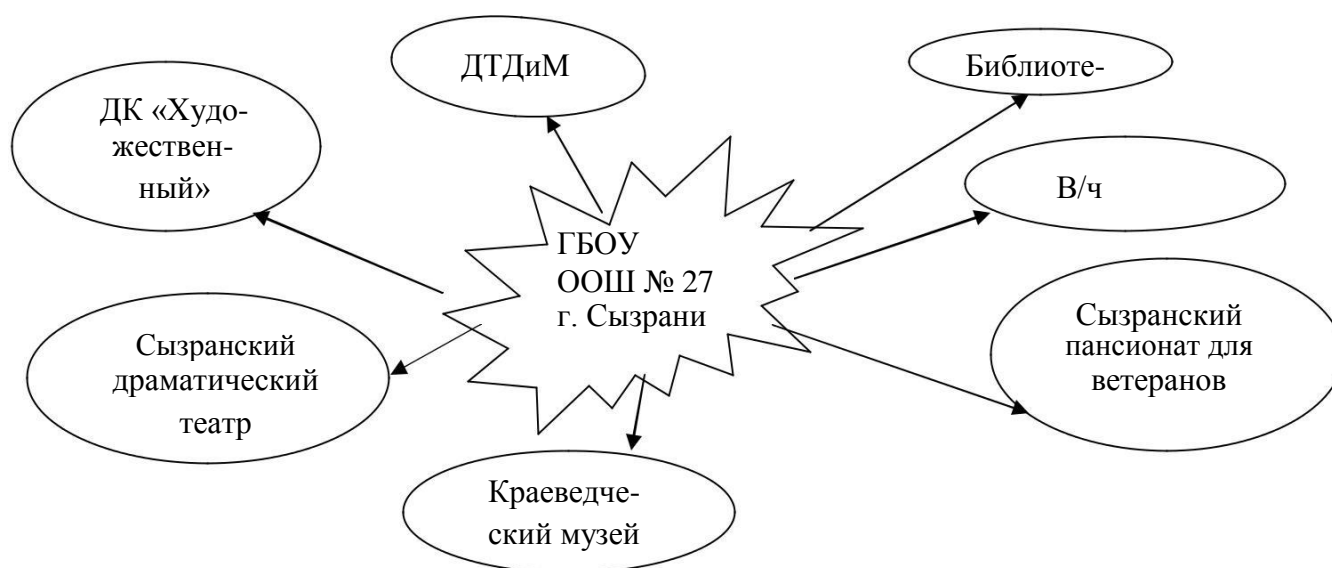 ДТДиМ
Библиоте-
ДК «Худо-
жествен-
ный»
В/ч
ГБОУ
ООШ № 27
г. Сызрани
Сызранский
драматический
театр
Сызранский
пансионат для
ветеранов
Краеведче-
ский музей